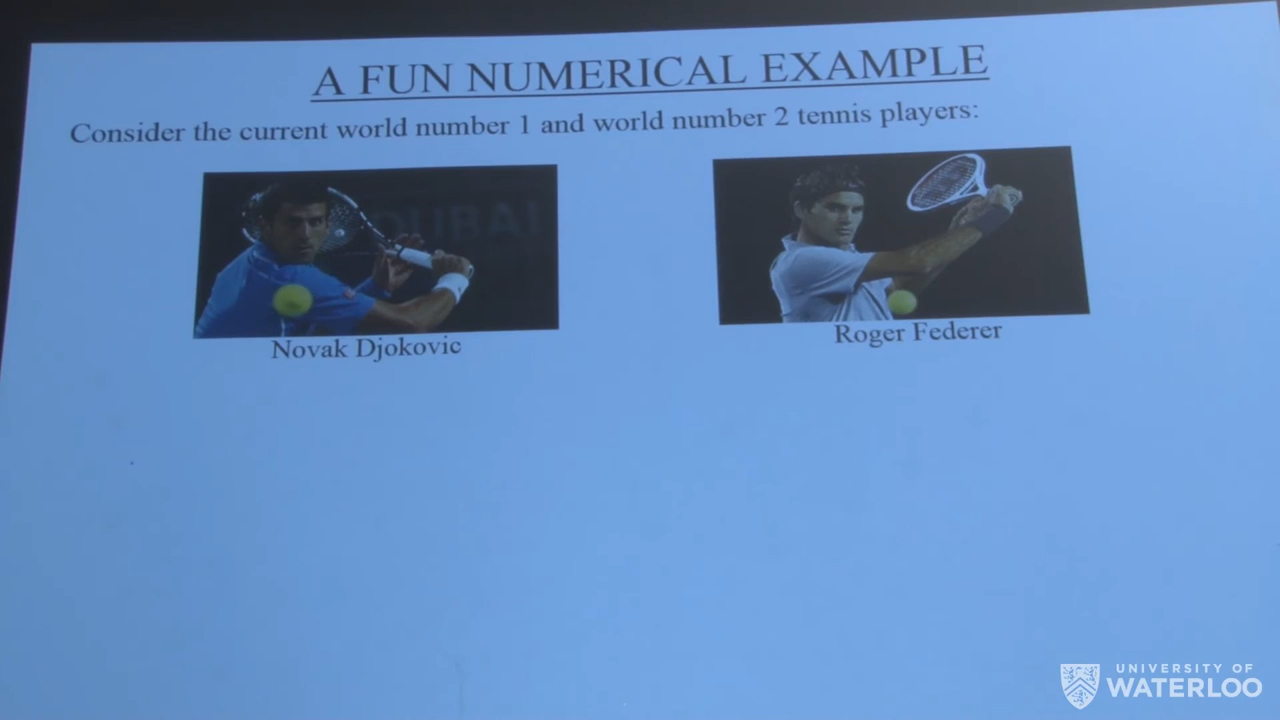 A FUN NUMERICAL EXAMPLE
Consider the current world number 1 and world number 2 tennis players:
DUBAI
Novak Djokovic
Roger Federer
UNIVERSITY OF
WATERLOO